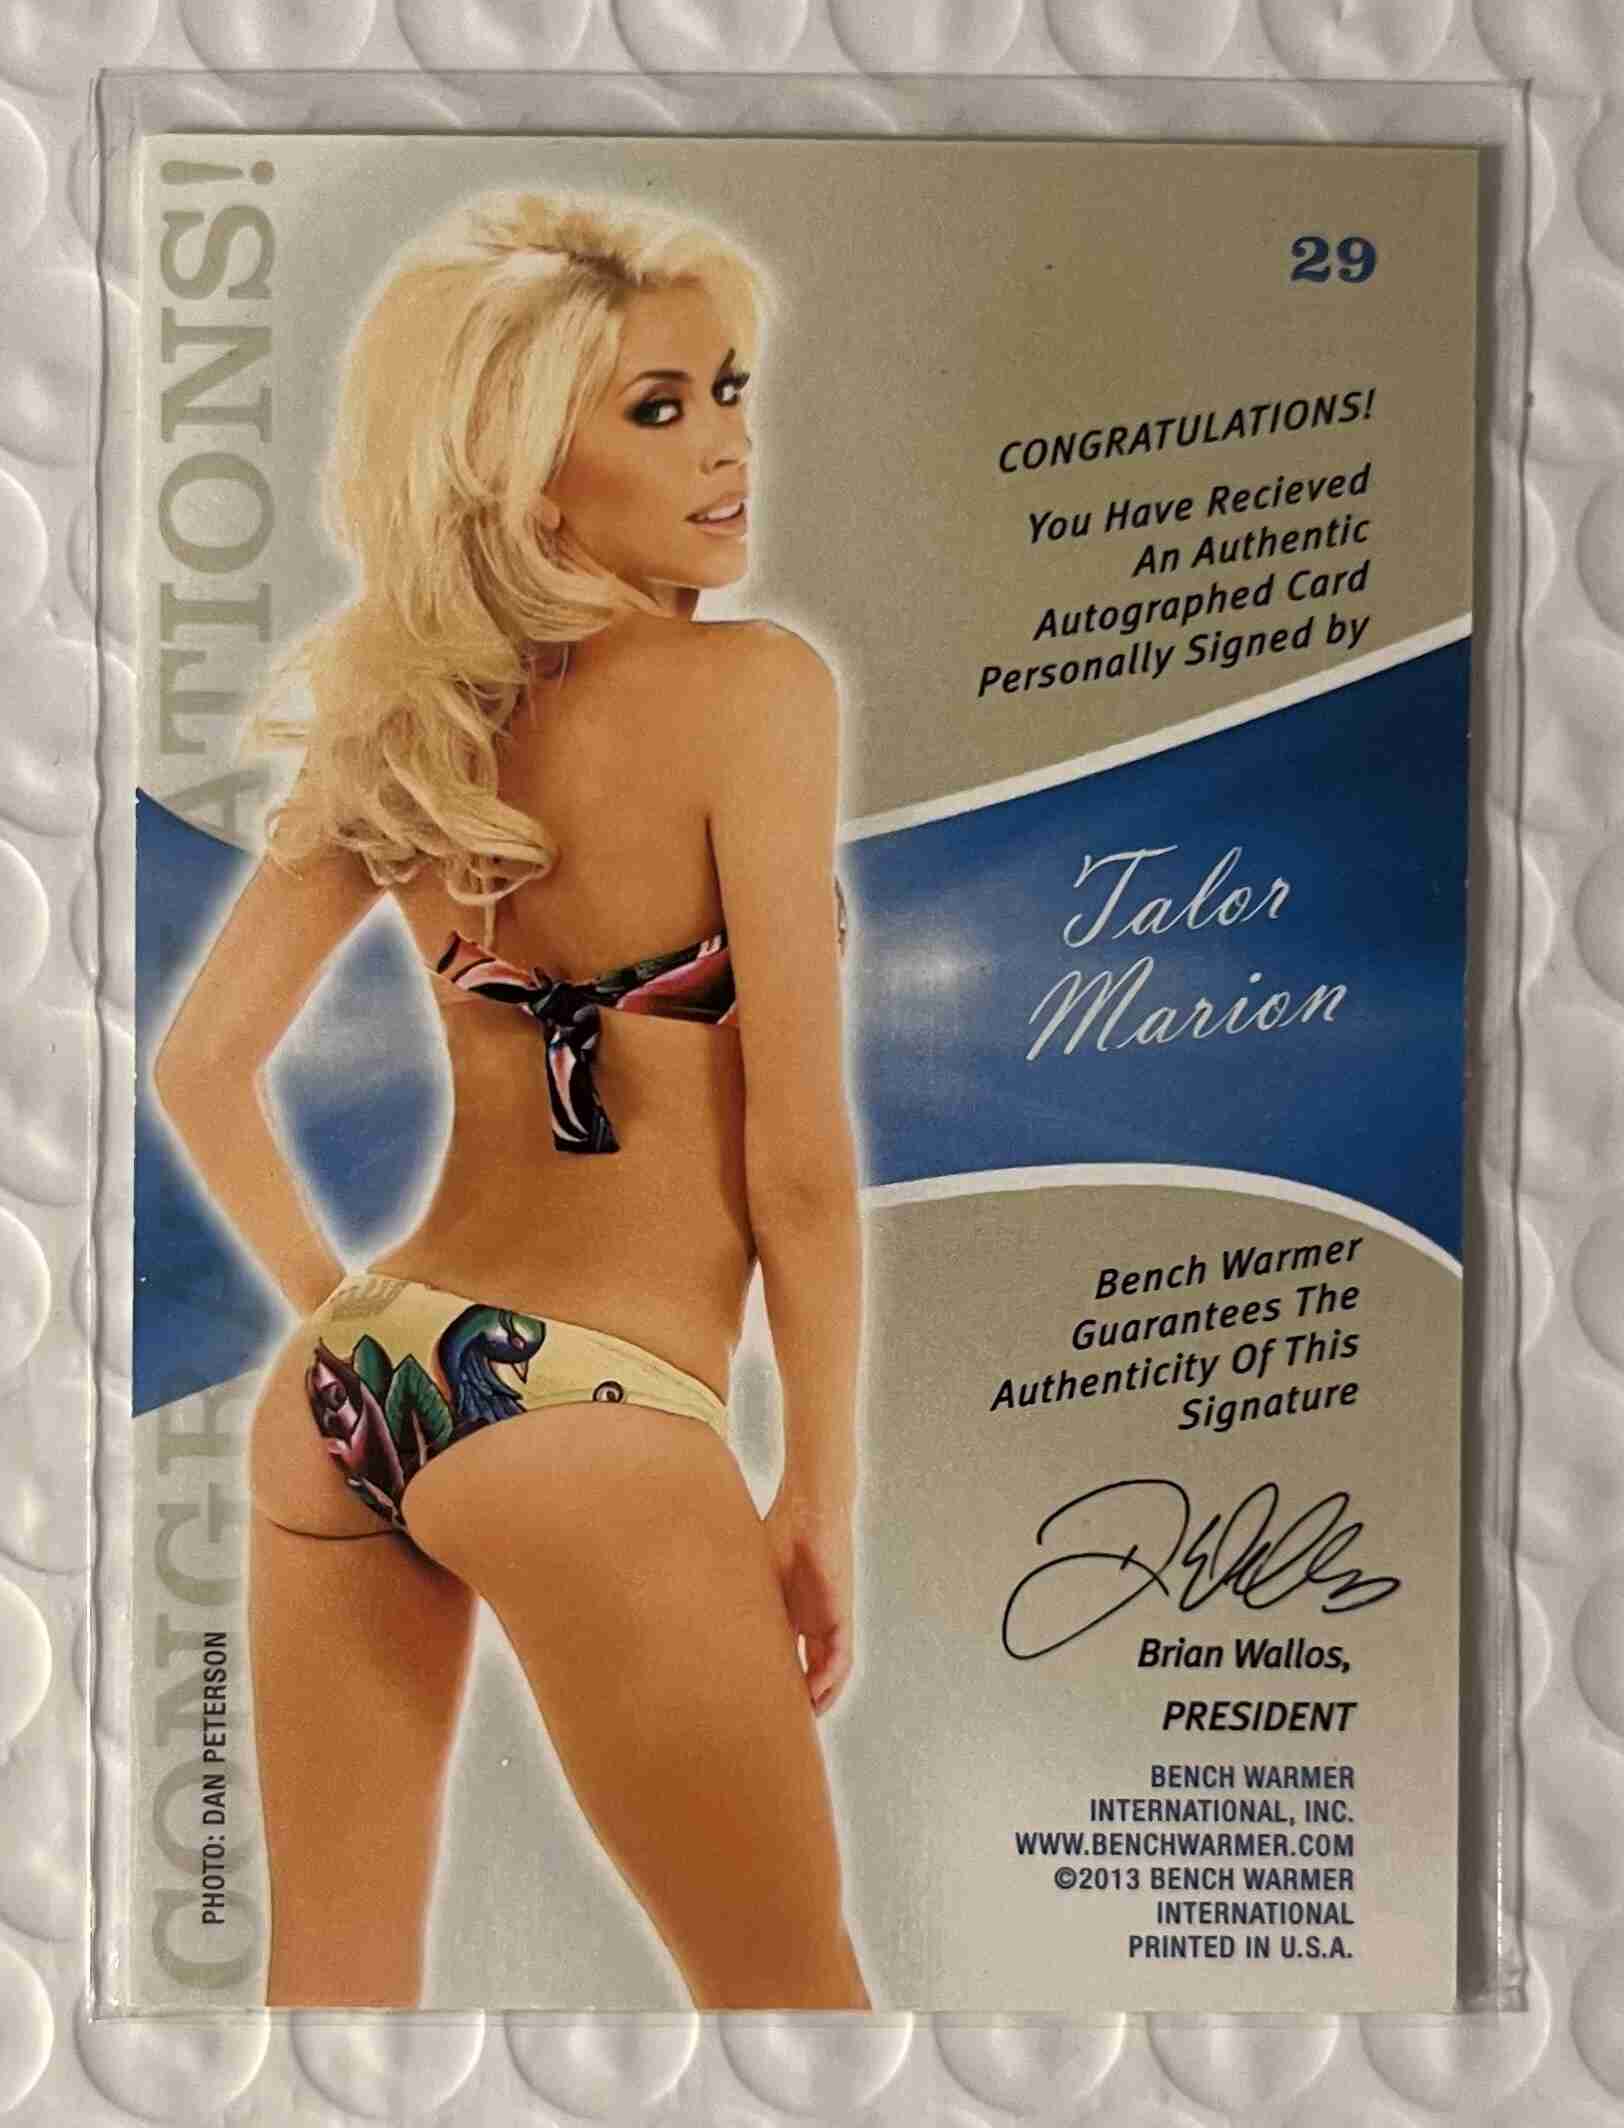 CONGRATULATIONS!
29
CONGRATULATIONS!
You Have Recieved
An Authentic
Autographed Card
Personally Signed by
Talor
Marion
Bench Warmer
Guarantees The
Authenticity Of This
Signature
Brian Wallos,
PRESIDENT
BENCH WARMER
INTERNATIONAL, INC.
WWW.BENCHWARMER.COM
©2013 BENCH WARMER
INTERNATIONAL
PRINTED IN U.S.A.
PHOTO: DAN PETERSON